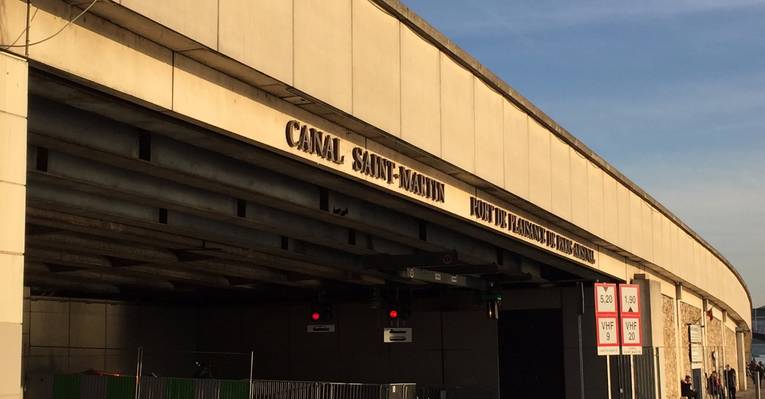 CANAL SAINT-MARTIN PORT DE PLAISANCE DE PARIS-ARSENAL
5,20 1,90
VHF 9 VHF 20